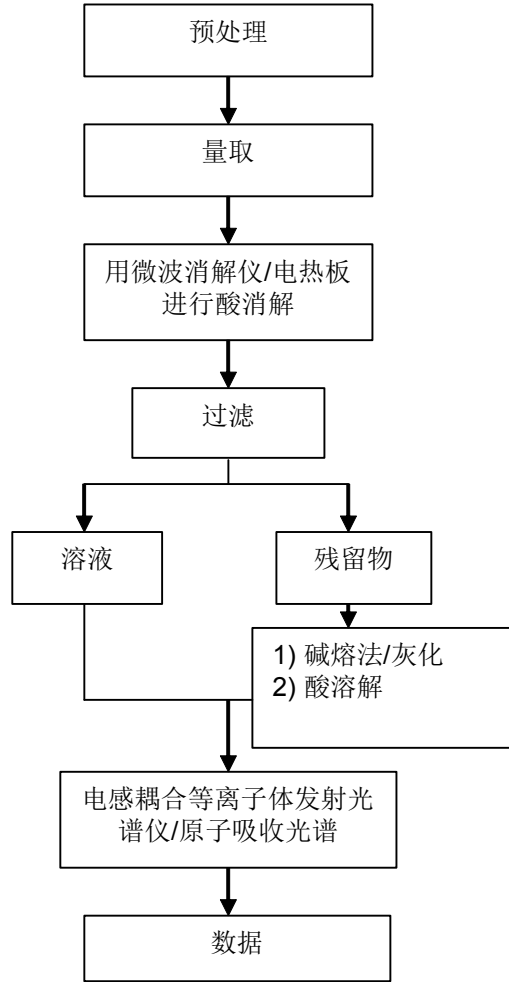 预处理
量取
用微波消解仪/电热板
进行酸消解
过滤
溶液
残留物
1) 碱熔法/灰化
2) 酸溶解
电感耦合等离子体发射光
谱仪/原子吸收光谱
数据